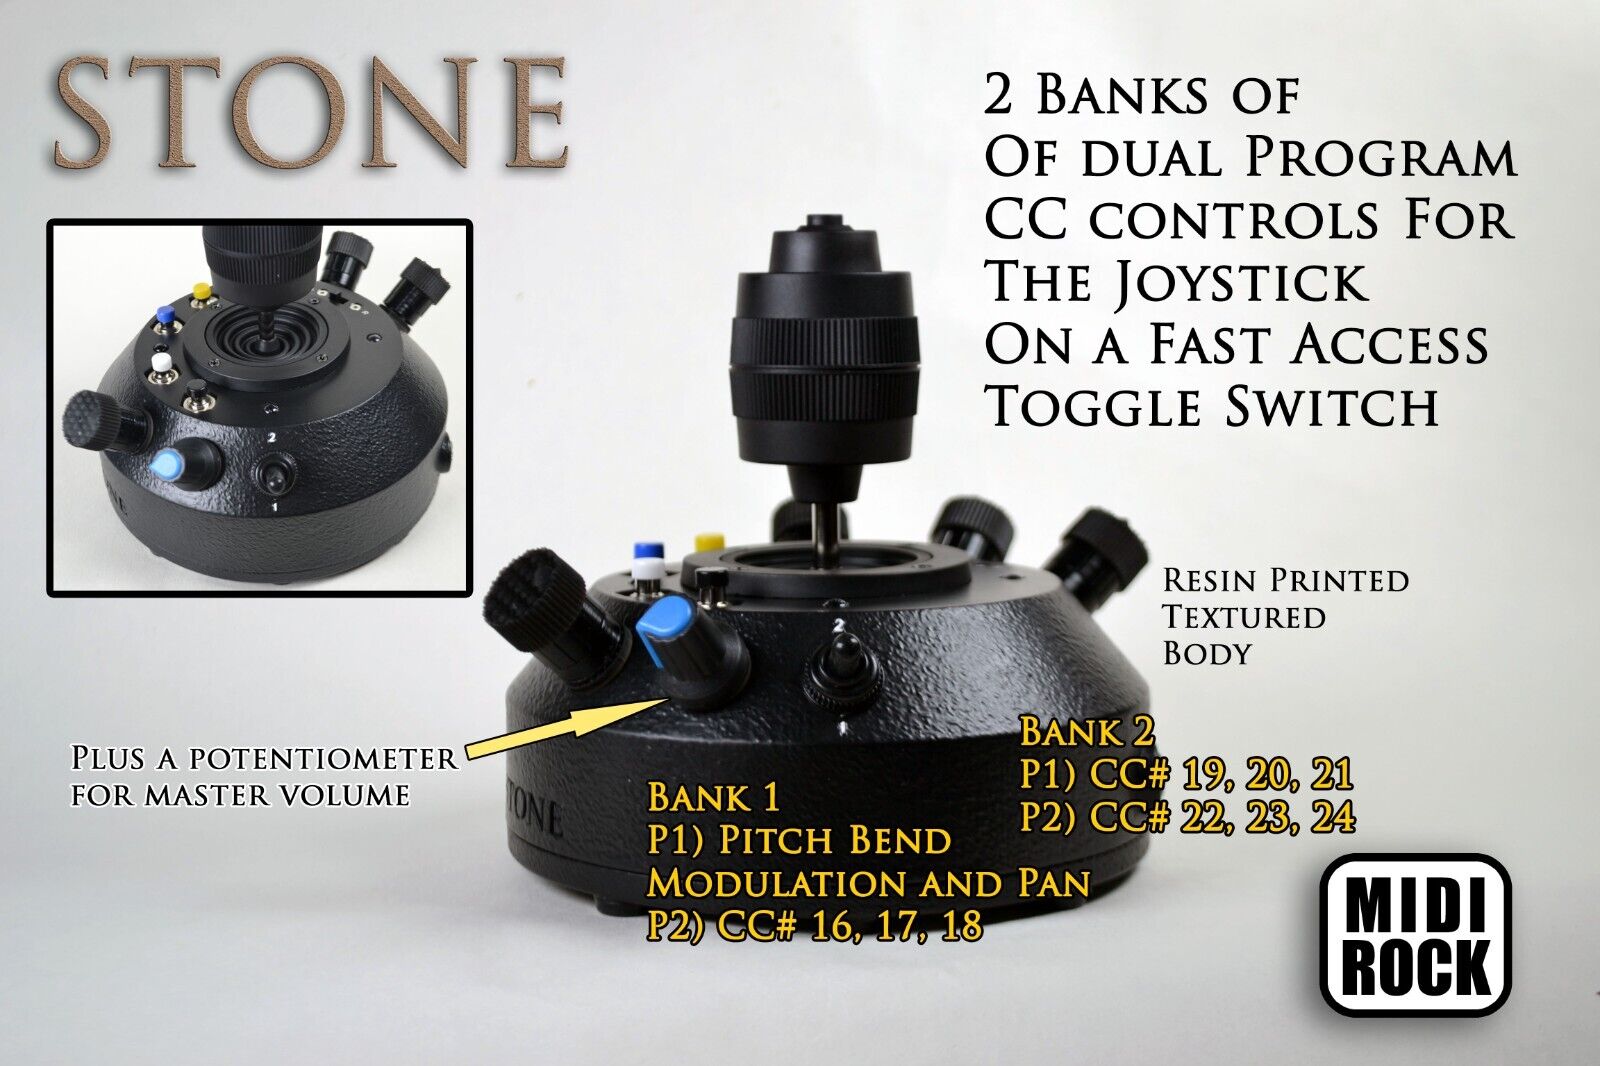 STONE
2 Banks of
Of dual Program
CC controls For
The Joystick
On a Fast Access
Toggle Switch
2
1
NE
Resin Printed
Textured
Body
2
1
Plus a potentiometer
for master volume
STONE
Bank 2
P1) CC# 19, 20, 21
P2) CC# 22, 23, 24
Bank 1
P1) Pitch Bend
Modulation and Pan
P2) CC# 16, 17, 18
MIDI
ROCK